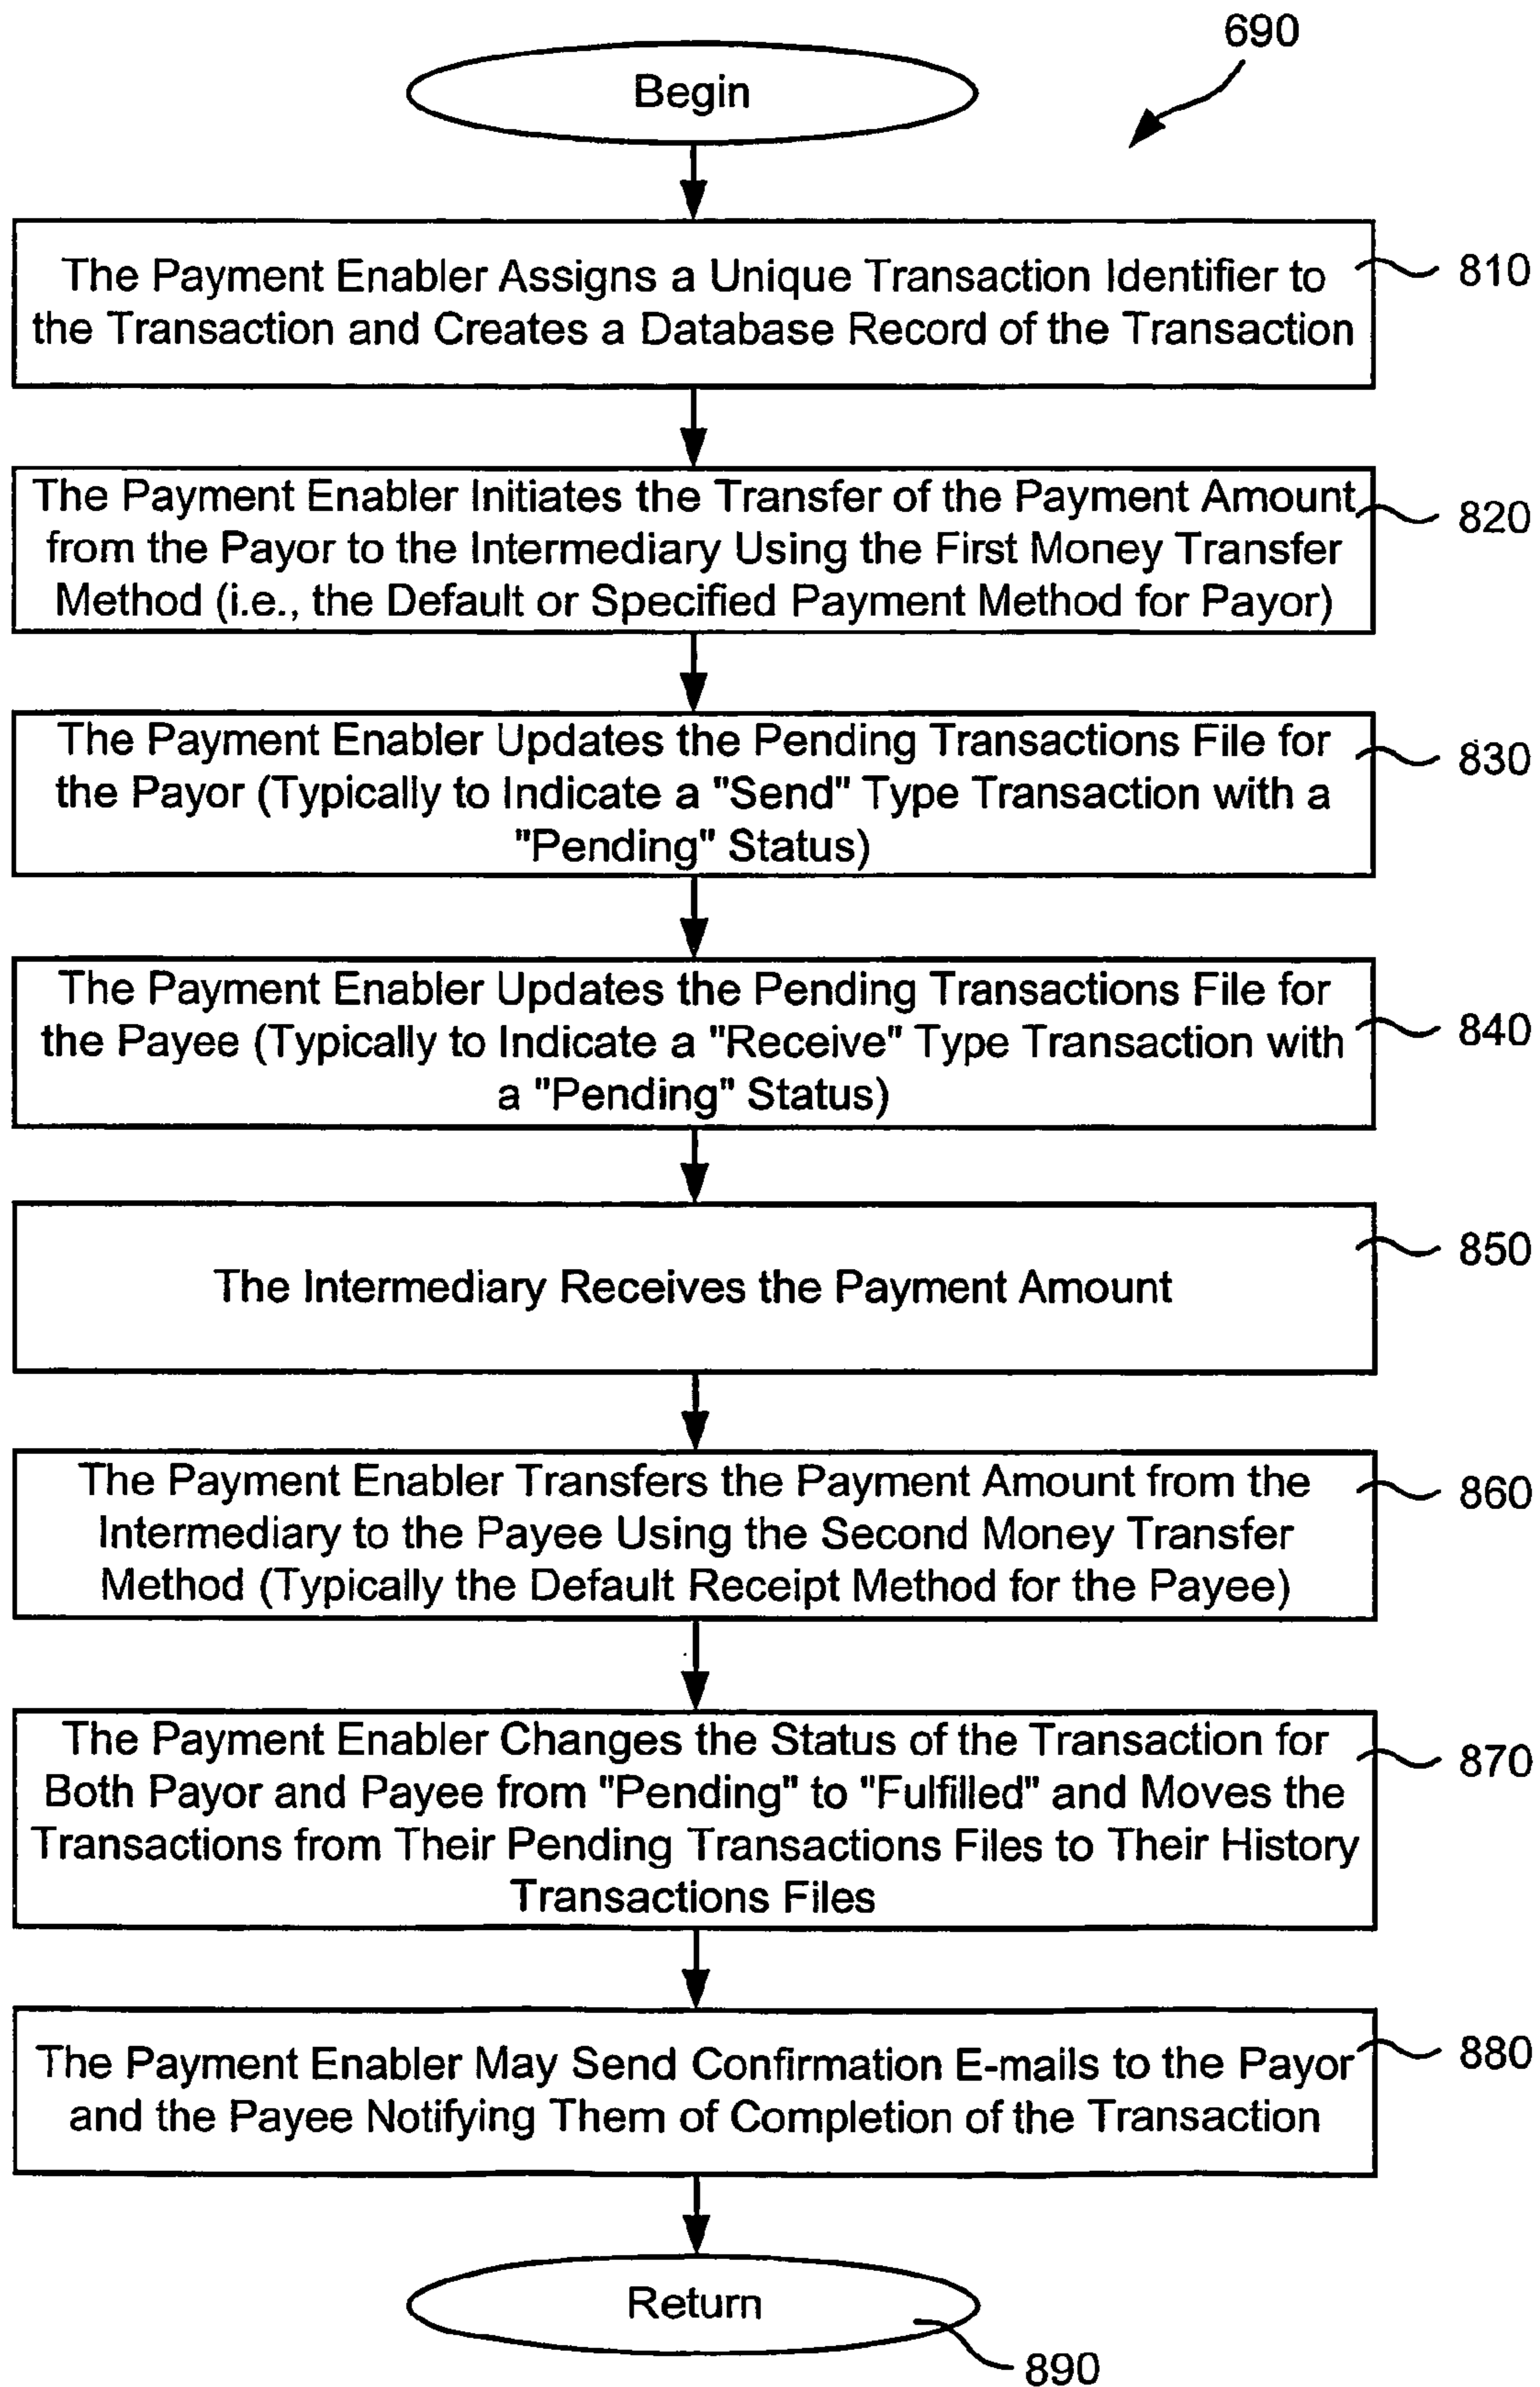 690
Begin
The Payment Enabler Assigns a Unique Transaction Identifier to
the Transaction and Creates a Database Record of the Transaction
810
The Payment Enabler Initiates the Transfer of the Payment Amount
from the Payor to the Intermediary Using the First Money Transfer
Method (i.e., the Default or Specified Payment Method for Payor)
820
The Payment Enabler Updates the Pending Transactions File for
the Payor (Typically to Indicate a "Send" Type Transaction with a
"Pending" Status)
830
The Payment Enabler Updates the Pending Transactions File for
the Payee (Typically to Indicate a "Receive" Type Transaction with
a "Pending" Status)
840
The Intermediary Receives the Payment Amount
850
The Payment Enabler Transfers the Payment Amount from the
Intermediary to the Payee Using the Second Money Transfer
Method (Typically the Default Receipt Method for the Payee)
860
The Payment Enabler Changes the Status of the Transaction for
Both Payor and Payee from "Pending" to "Fulfilled" and Moves the
Transactions from Their Pending Transactions Files to Their History
Transactions Files
870
The Payment Enabler May Send Confirmation E-mails to the Payor
and the Payee Notifying Them of Completion of the Transaction
880
Return
890